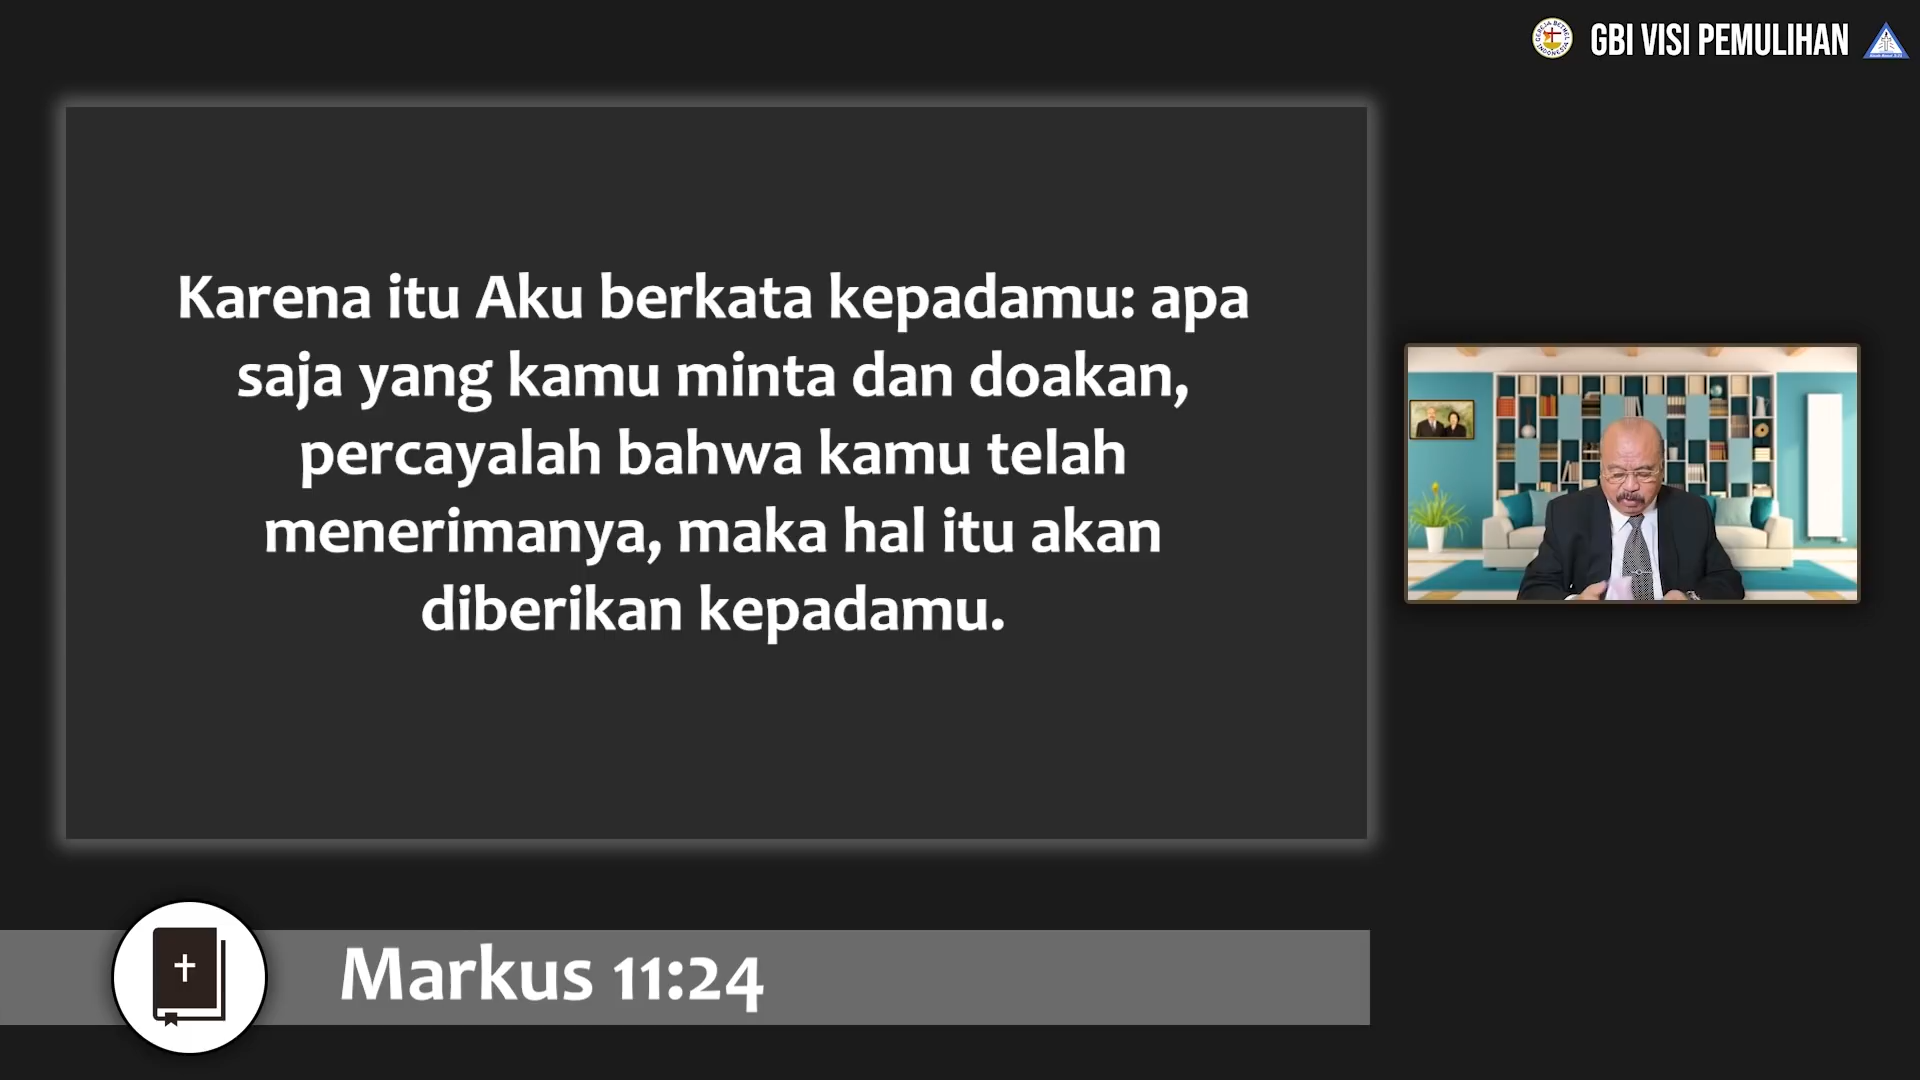 GBI VISI PEMULIHAN
Karena itu Aku berkata kepadamu: apa
saja yang kamu minta dan doakan,
percayalah bahwa kamu telah
menerimanya, maka hal itu akan
diberikan kepadamu.
Markus 11:24